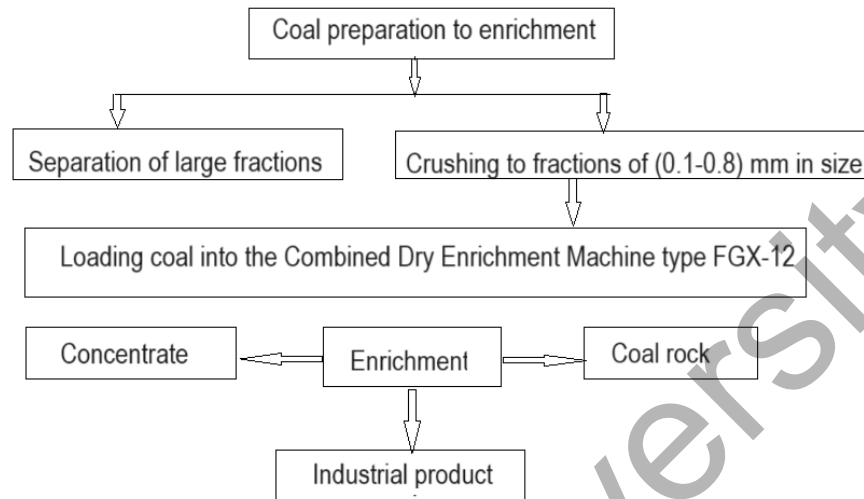 Coal preparation to enrichment
Separation of large fractions
Crushing to fractions of (0.1-0.8) mm in size
Loading coal into the Combined Dry Enrichment Machine type FGX-12
Concentrate
Enrichment
Coal rock
Industrial product
versity